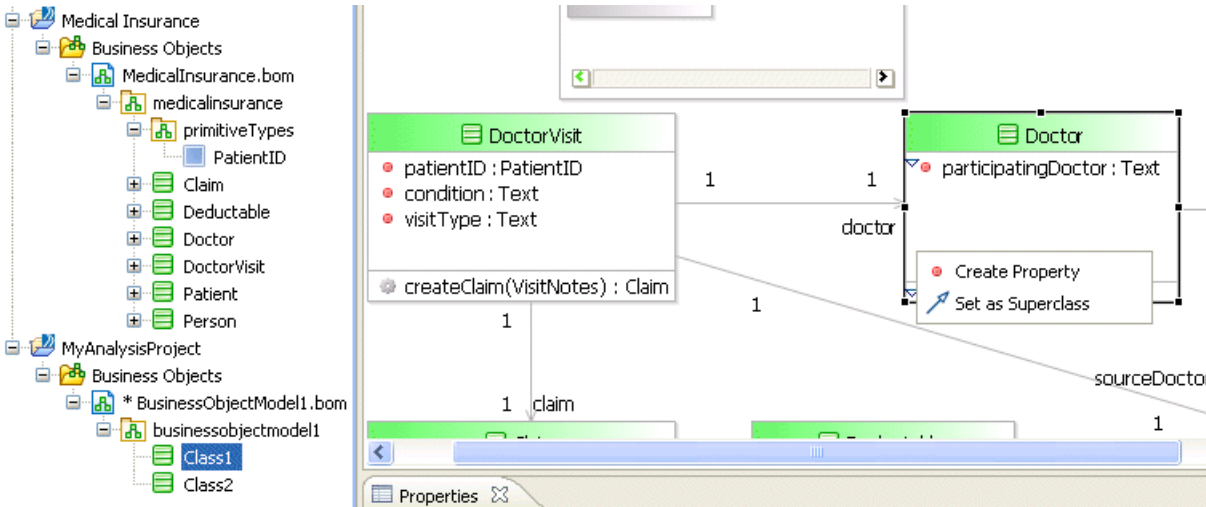 Medical Insurance
Business Objects
MedicalInsurance.bom
medicalinsurance
primitiveTypes
PatientID
Claim
Deductable
Doctor
DoctorVisit
Patient
Person
MyAnalysisProject
Business Objects
* BusinessObjectModel1.bom
businessobjectmodel1
Class1
Class2
DoctorVisit
patientID : PatientID
condition : Text
visitType : Text
createClaim(VisitNotes) : Claim
1
1
doctor
Doctor
participatingDoctor : Text
Create Property
Set as Superclass
1
1
sourceDoctor
1
1
claim
Properties